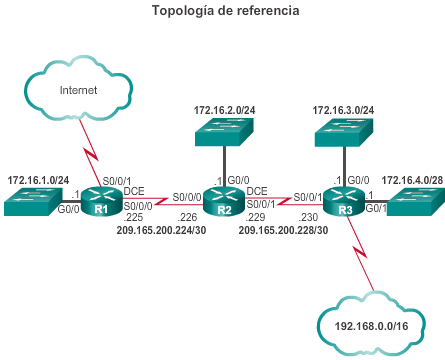 Topología de referencia
Internet
172.16.2.0/24
172.16.3.0/24
172.16.1.0/24
S0/0/1
DCE
.1
G0/0
R1
S0/0/0
.225
S0/0/0
.226
209.165.200.224/30
.1
G0/0
DCE
S0/0/1
R2
.229
S0/0/1
.230
209.165.200.228/30
.1
G0/0
172.16.4.0/28
.1
G0/1
R3
192.168.0.0/16